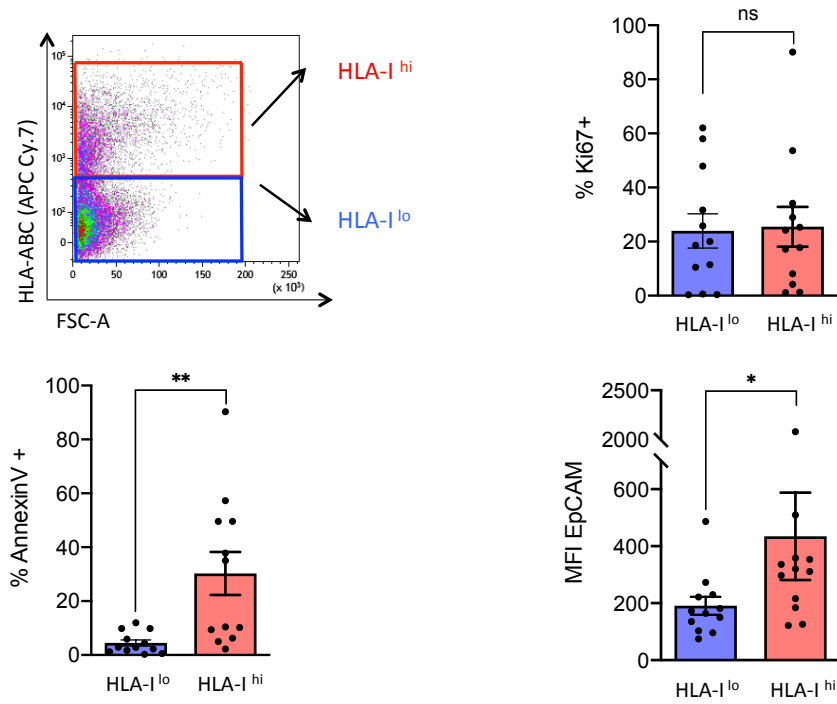 HLA-ABC (APC Cy.7)
10⁵
10⁴
10³
10²
0
0 50 100 150 200 250
(x 10³)
FSC-A
HLA-I hi
HLA-I lo
ns
% Ki67+
100
80
60
40
20
0
HLA-I lo HLA-I hi
**
% AnnexinV +
100
80
60
40
20
0
HLA-I lo HLA-I hi
*
MFI EpCAM
2500
2000
600
400
200
0
HLA-I lo HLA-I hi